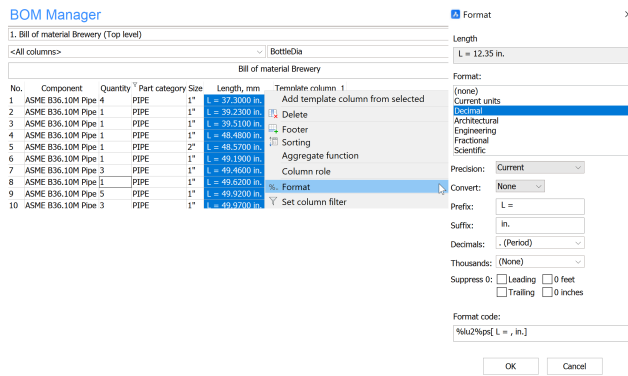 BOM Manager
1. Bill of material Brewery (Top level)
<All columns> BottleDia
Bill of material Brewery
No. Component Quantity Part category Size Length, mm Template column_1
1 ASME B36.10M Pipe 4 PIPE 1" L = 37.3000 in.
2 ASME B36.10M Pipe 1 PIPE 1" L = 39.2300 in.
3 ASME B36.10M Pipe 1 PIPE 1" L = 39.5100 in.
4 ASME B36.10M Pipe 1 PIPE 1" L = 48.4800 in.
5 ASME B36.10M Pipe 1 PIPE 2" L = 48.5700 in.
6 ASME B36.10M Pipe 1 PIPE 1" L = 49.1900 in.
7 ASME B36.10M Pipe 3 PIPE 1" L = 49.4600 in.
8 ASME B36.10M Pipe 1 PIPE 1" L = 49.6200 in.
9 ASME B36.10M Pipe 5 PIPE 1" L = 49.9200 in.
10 ASME B36.10M Pipe 3 PIPE 1" L = 49.9700 in.
Add template column from selected
Delete
Footer
Sorting
Aggregate function
Column role
%. Format
Set column filter
A Format
Length
L = 12.35 in.
Format:
(none)
Current units
Decimal
Architectural
Engineering
Fractional
Scientific
Precision: Current
Convert: None
Prefix: L =
Suffix: in.
Decimals: . (Period)
Thousands: (None)
Suppress 0: Leading 0 feet
Trailing 0 inches
Format code:
%lu2%ps[ L = , in.]
OK Cancel